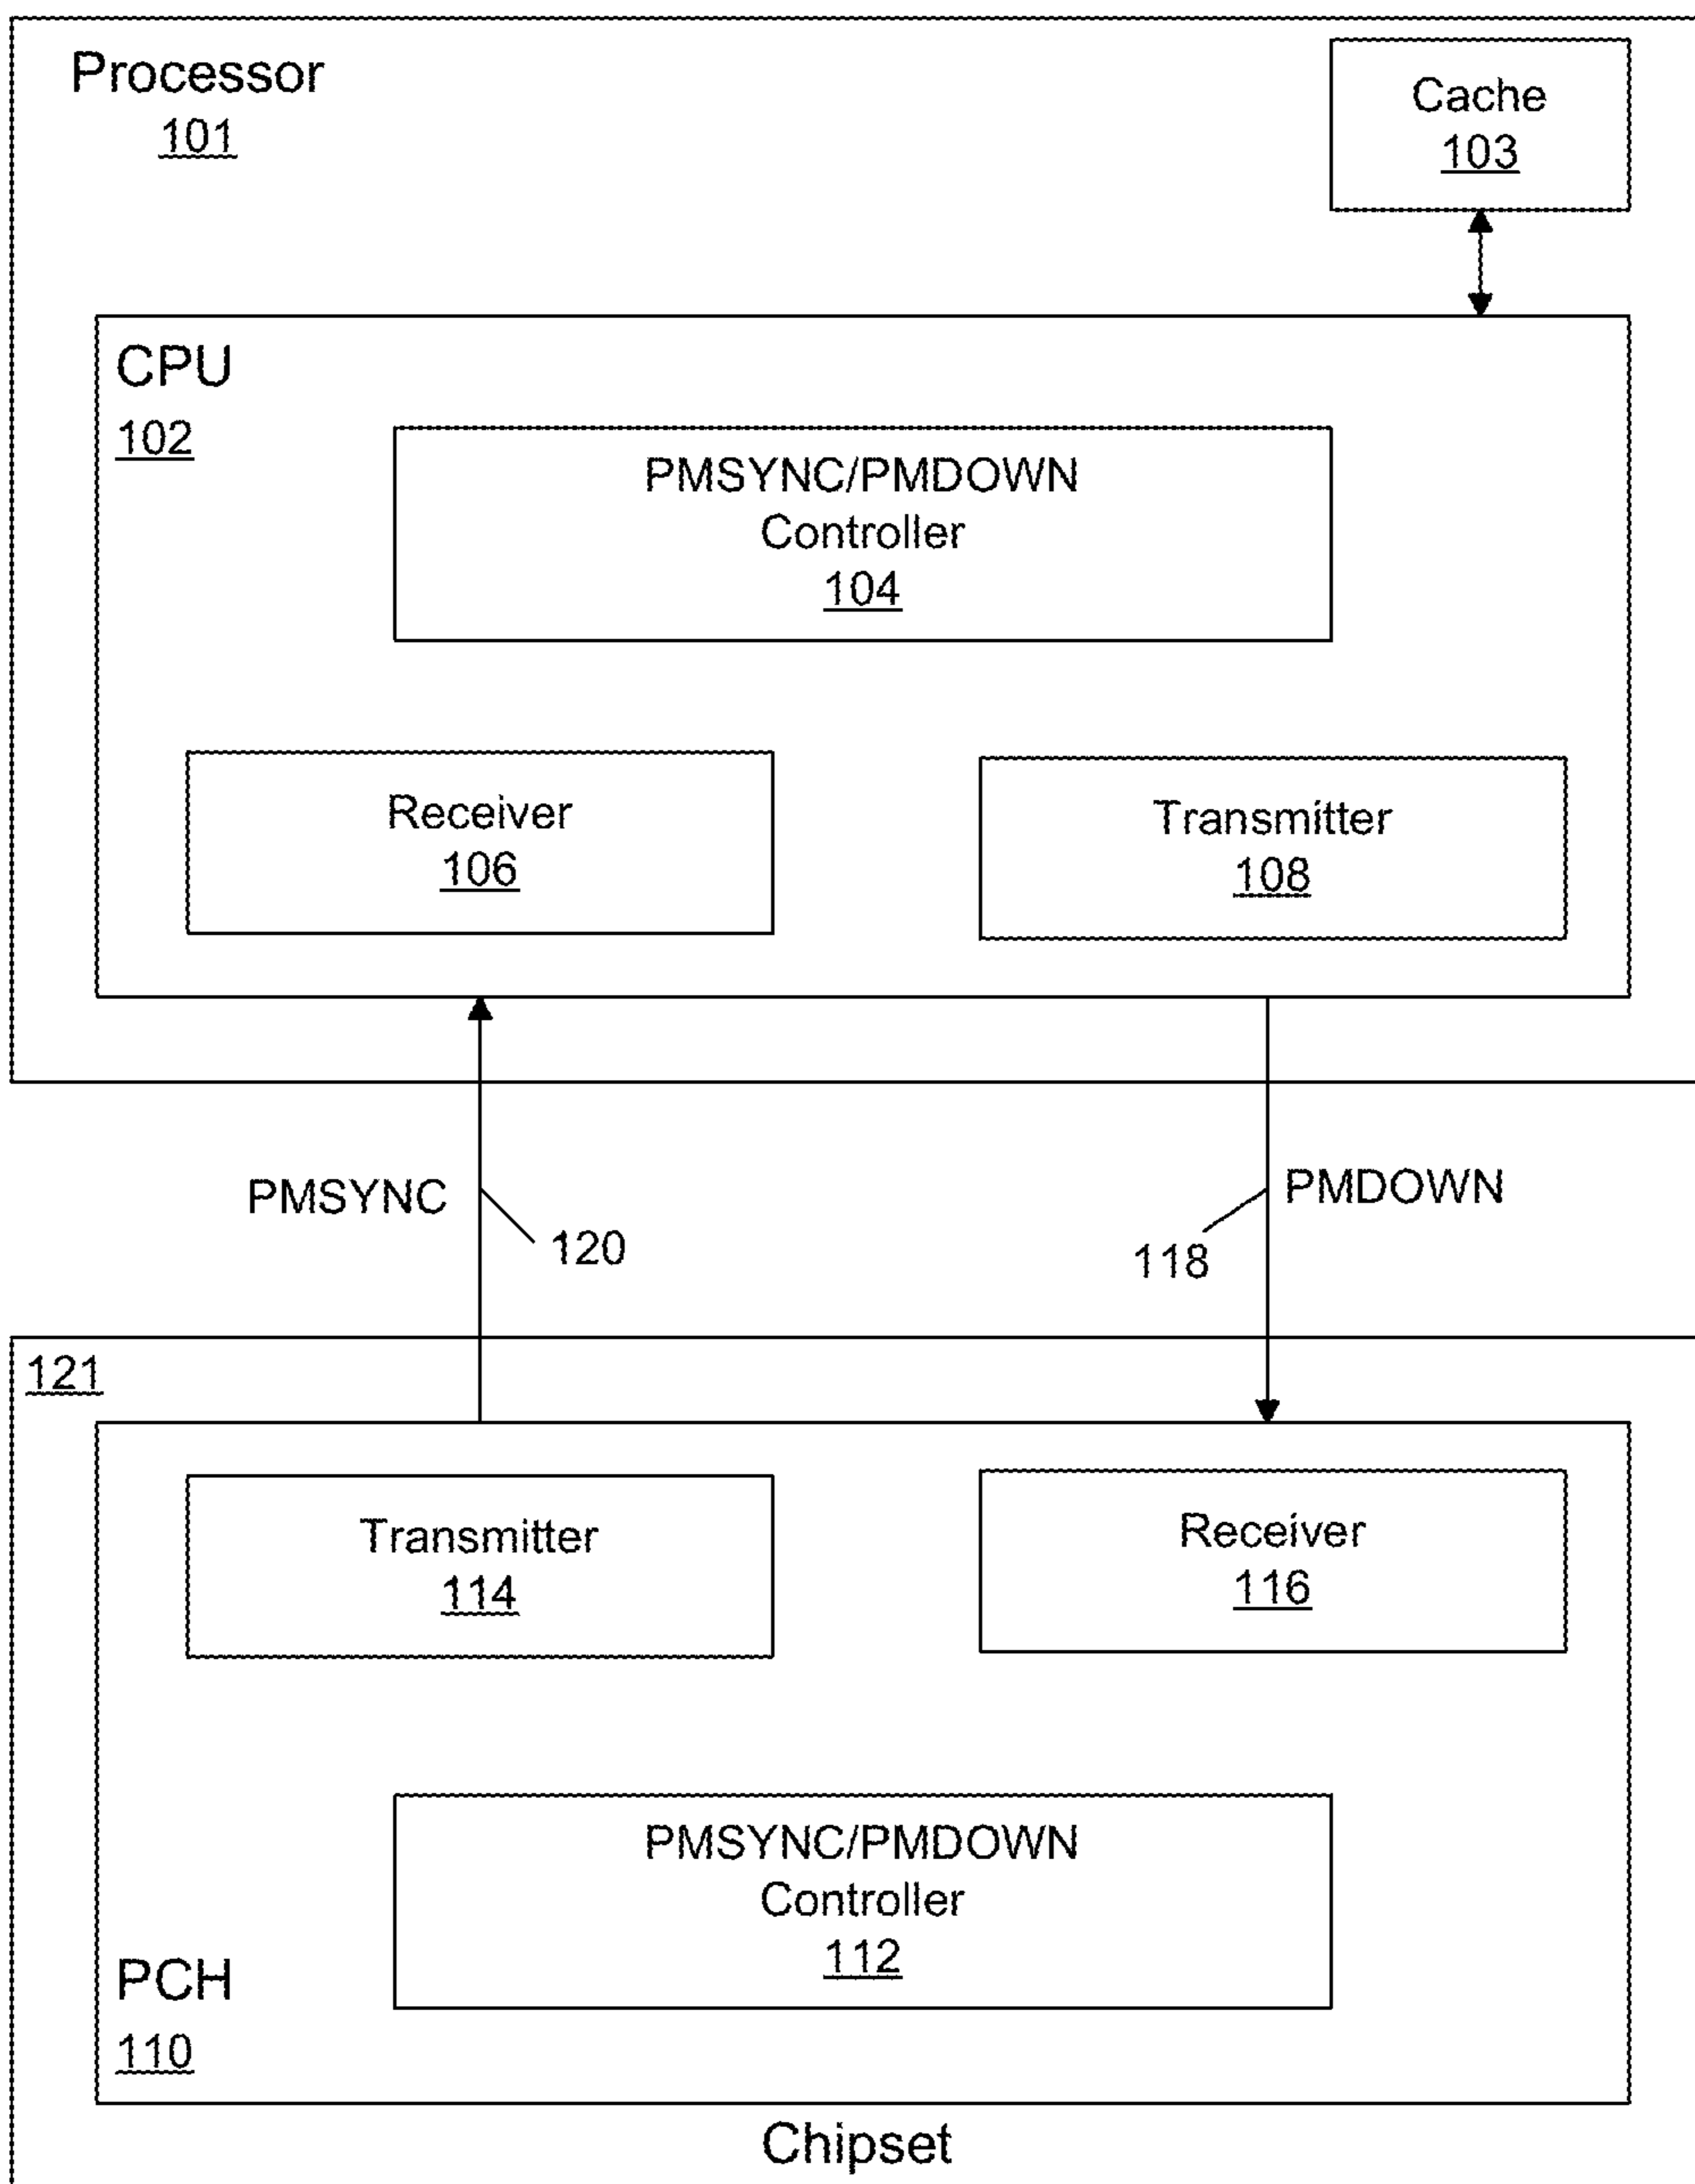 Processor
101
Cache
103
CPU
102
PMSYNC/PMDOWN
Controller
104
Receiver
106
Transmitter
108
PMSYNC
120
PMDOWN
118
121
Transmitter
114
Receiver
116
PMSYNC/PMDOWN
Controller
112
PCH
110
Chipset